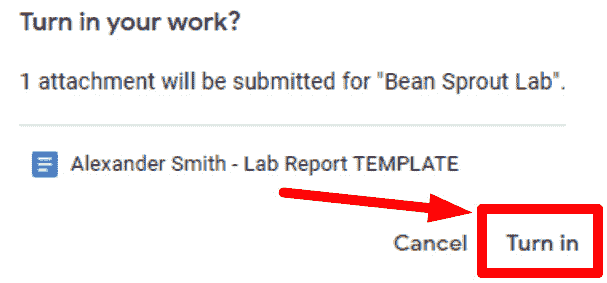 Turn in your work?
1 attachment will be submitted for "Bean Sprout Lab".
Alexander Smith - Lab Report TEMPLATE
Cancel Turn in